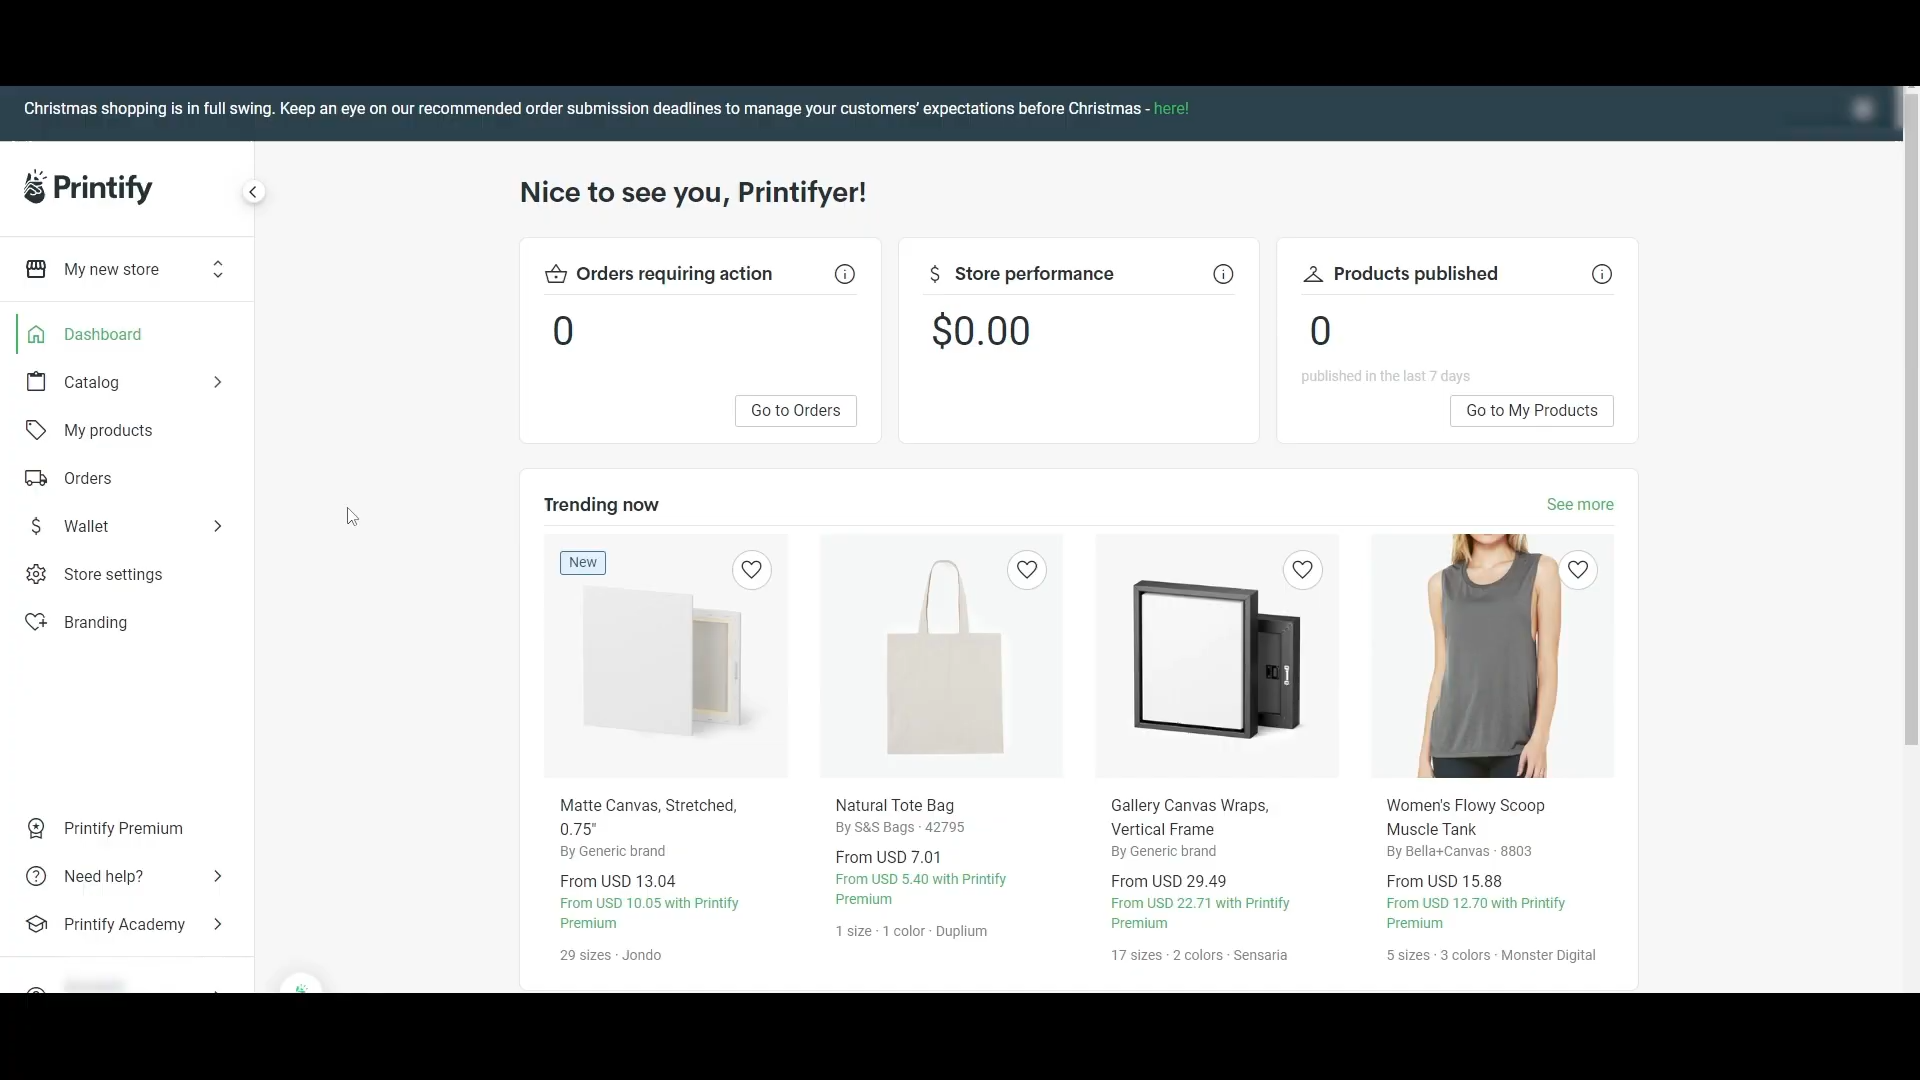 Christmas shopping is in full swing. Keep an eye on our recommended order submission deadlines to manage your customers’ expectations before Christmas - here!
Printify
My new store
Dashboard
Catalog
My products
Orders
Wallet
Store settings
Branding
Printify Premium
Need help?
Printify Academy
Nice to see you, Printifyer!
Orders requiring action
0
Go to Orders
Store performance
$0.00
Products published
0
published in the last 7 days
Go to My Products
Trending now
See more
New
Matte Canvas, Stretched,
0.75"
By Generic brand
From USD 13.04
From USD 10.05 with Printify
Premium
29 sizes · Jondo
Natural Tote Bag
By S&S Bags · 42795
From USD 7.01
From USD 5.40 with Printify
Premium
1 size · 1 color · Duplium
Gallery Canvas Wraps,
Vertical Frame
By Generic brand
From USD 29.49
From USD 22.71 with Printify
Premium
17 sizes · 2 colors · Sensaria
Women's Flowy Scoop
Muscle Tank
By Bella+Canvas · 8803
From USD 15.88
From USD 12.70 with Printify
Premium
5 sizes · 3 colors · Monster Digital